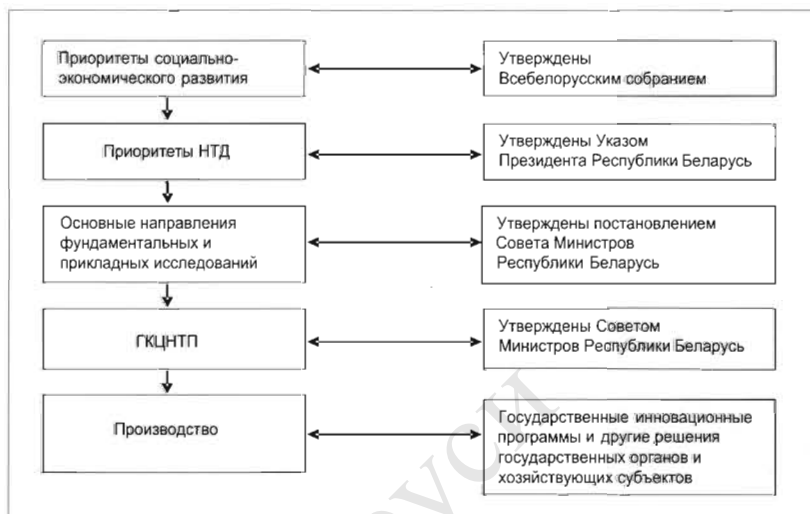 Приоритеты социально-
экономического развития
Утверждены
Всебелорусским собранием
Приоритеты НТД
Утверждены Указом
Президента Республики Беларусь
Основные направления
фундаментальных и
прикладных исследований
Утверждены постановлением
Совета Министров
Республики Беларусь
ГКЦНТП
Утверждены Советом
Министров Республики Беларусь
Производство
Государственные инновационные
программы и другие решения
государственных органов и
хозяйствующих субъектов